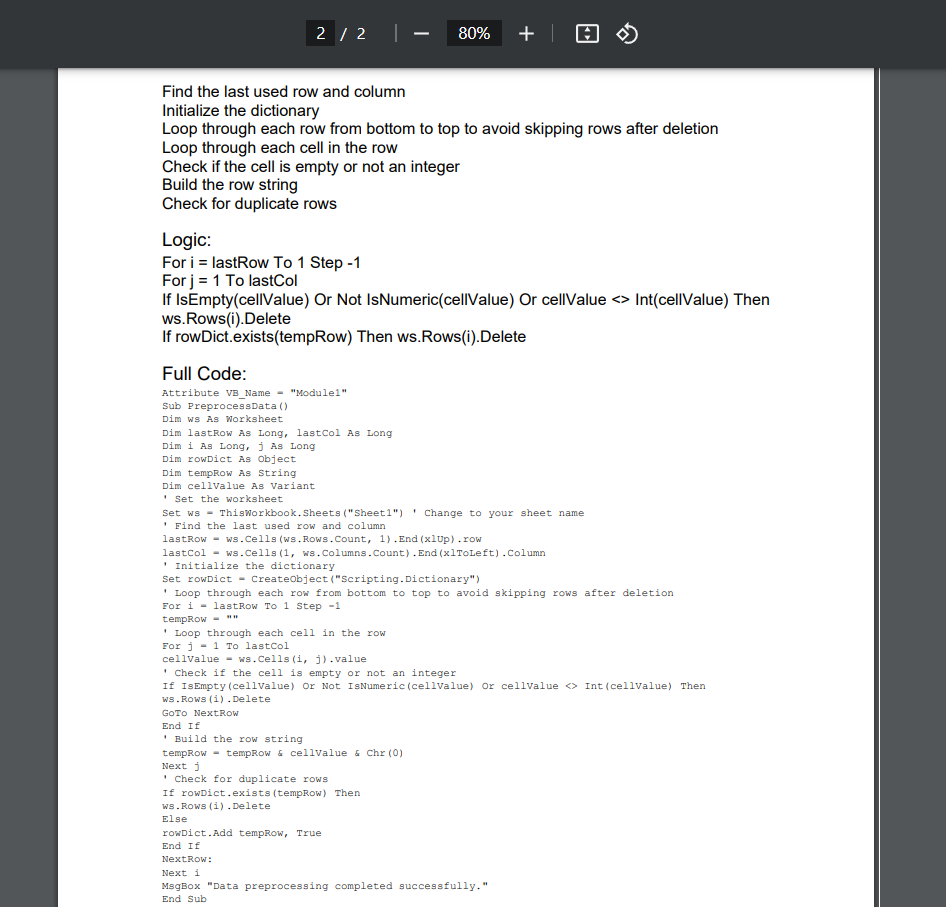 2 / 2 80%
Find the last used row and column
Initialize the dictionary
Loop through each row from bottom to top to avoid skipping rows after deletion
Loop through each cell in the row
Check if the cell is empty or not an integer
Build the row string
Check for duplicate rows
Logic:
For i = lastRow To 1 Step -1
For j = 1 To lastCol
If IsEmpty(cellValue) Or Not IsNumeric(cellValue) Or cellValue <> Int(cellValue) Then
ws.Rows(i).Delete
If rowDict.exists(tempRow) Then ws.Rows(i).Delete
Full Code:
Attribute VB_Name = "Module1"
Sub PreprocessData()
Dim ws As Worksheet
Dim lastRow As Long, lastCol As Long
Dim i As Long, j As Long
Dim rowDict As Object
Dim tempRow As String
Dim cellValue As Variant
' Set the worksheet
Set ws = ThisWorkbook.Sheets("Sheet1") ' Change to your sheet name
' Find the last used row and column
lastRow = ws.Cells(ws.Rows.Count, 1).End(xlUp).row
lastCol = ws.Cells(1, ws.Columns.Count).End(xlToLeft).Column
' Initialize the dictionary
Set rowDict = CreateObject("Scripting.Dictionary")
' Loop through each row from bottom to top to avoid skipping rows after deletion
For i = lastRow To 1 Step -1
tempRow = ""
' Loop through each cell in the row
For j = 1 To lastCol
cellValue = ws.Cells(i, j).value
' Check if the cell is empty or not an integer
If IsEmpty(cellValue) Or Not IsNumeric(cellValue) Or cellValue <> Int(cellValue) Then
ws.Rows(i).Delete
GoTo NextRow
End If
' Build the row string
tempRow = tempRow & cellValue & Chr(0)
Next j
' Check for duplicate rows
If rowDict.exists(tempRow) Then
ws.Rows(i).Delete
Else
rowDict.Add tempRow, True
End If
NextRow:
Next i
MsgBox "Data preprocessing completed successfully."
End Sub